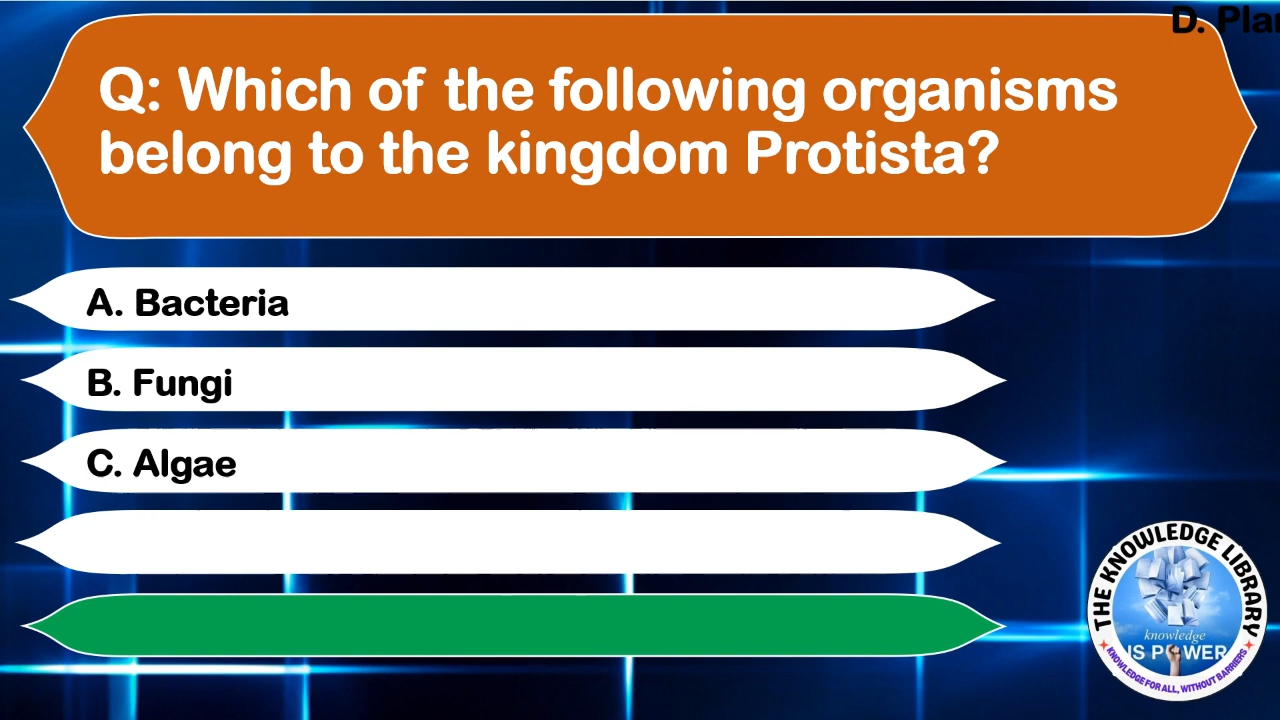 D. Pla
Q: Which of the following organisms
belong to the kingdom Protista?
A. Bacteria
B. Fungi
C. Algae
THE KNOWLEDGE LIBRARY
knowledge
IS POWER
KNOWLEDGE FOR ALL, WITHOUT BARRIERS